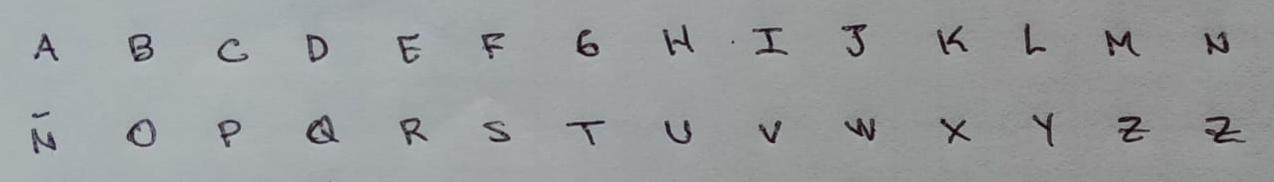 A B C D E F G H I J K L M N
Ñ O P Q R S T U V W X Y Z Z